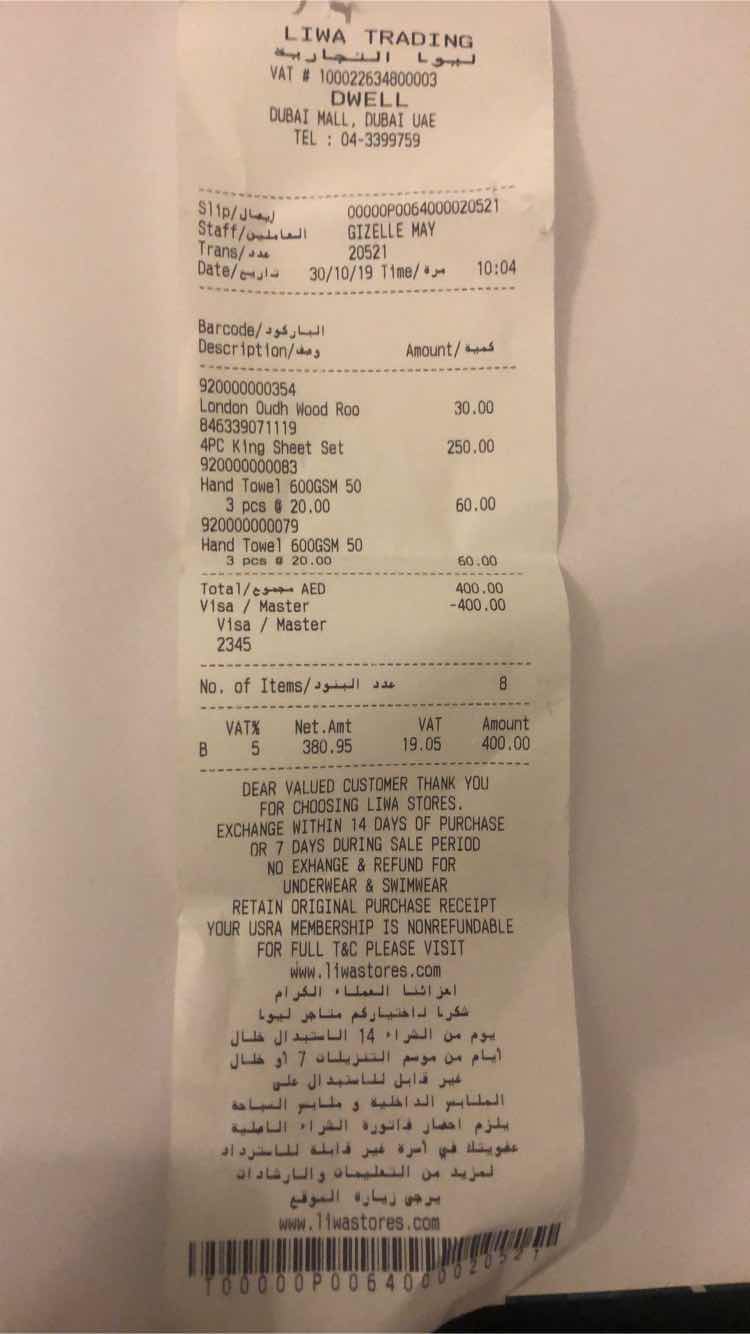 LIWA TRADING
ليوا التجارية
VAT # 100022634800003
DWELL
DUBAI MALL, DUBAI UAE
TEL : 04-3399759
Slip/إيصال 00000P0064000020521
Staff/العاملين GIZELLE MAY
Trans/عدد 20521
Date/تاريخ 30/10/19 Time/مرة 10:04
Barcode/الباركود
Description/وصف Amount/كمية
920000000354
London Oudh Wood Roo 30.00
846339071119
4PC King Sheet Set 250.00
920000000083
Hand Towel 600GSM 50
3 pcs @ 20.00 60.00
920000000079
Hand Towel 600GSM 50
3 pcs @ 20.00 60.00
Total/مجموع AED 400.00
Visa / Master -400.00
Visa / Master
2345
No. of Items/عدد البنود 8
VAT% Net.Amt VAT Amount
B 5 380.95 19.05 400.00
DEAR VALUED CUSTOMER THANK YOU
FOR CHOOSING LIWA STORES.
EXCHANGE WITHIN 14 DAYS OF PURCHASE
OR 7 DAYS DURING SALE PERIOD
NO EXHANGE & REFUND FOR
UNDERWEAR & SWIMWEAR
RETAIN ORIGINAL PURCHASE RECEIPT
YOUR USRA MEMBERSHIP IS NONREFUNDABLE
FOR FULL T&C PLEASE VISIT
www.liwastores.com
اعزائنا العملاء الكرام
شكرا لاختياركم متاجر ليوا
يوم من الشراء 14 الاستبدال خلال
أيام من موسم التنزيلات 7 أو خلال
غير قابل للاستبدال على
الملابس الداخلية و ملابس السباحة
يلزم احضار فاتورة الشراء الاصلية
عضويتك في أسرة غير قابلة للاسترداد
لمزيد من التعليمات والارشادات
يرجى زيارة الموقع
www.liwastores.com
T00000P0064000020521